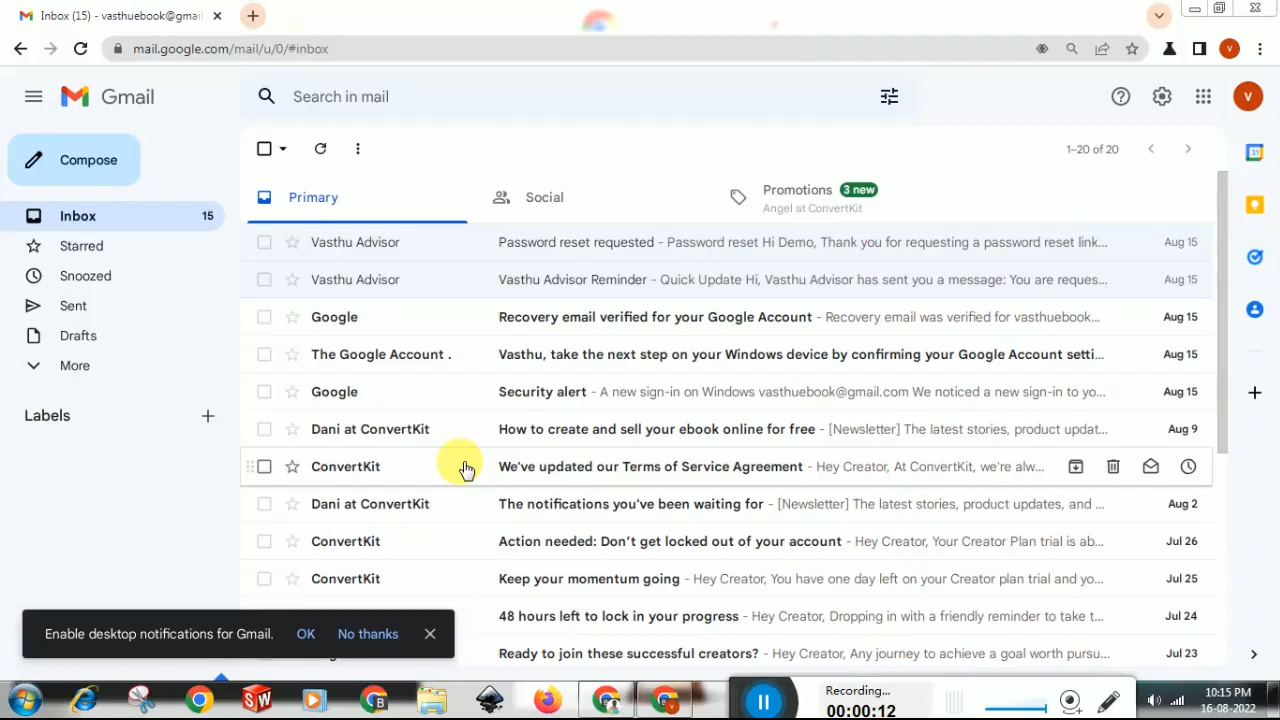 Inbox (15) - vasthuebook@gmai
mail.google.com/mail/u/0/#inbox
V
Gmail
Search in mail
V
Compose
1–20 of 20
Primary
Social
Promotions 3 new
Angel at ConvertKit
Inbox 15
Starred
Snoozed
Sent
Drafts
More
Labels
Vasthu Advisor Password reset requested - Password reset Hi Demo, Thank you for requesting a password reset link... Aug 15
Vasthu Advisor Vasthu Advisor Reminder - Quick Update Hi, Vasthu Advisor has sent you a message: You are reques... Aug 15
Google Recovery email verified for your Google Account - Recovery email was verified for vasthuebook... Aug 15
The Google Account . Vasthu, take the next step on your Windows device by confirming your Google Account setti... Aug 15
Google Security alert - A new sign-in on Windows vasthuebook@gmail.com We noticed a new sign-in to yo... Aug 15
Dani at ConvertKit How to create and sell your ebook online for free - [Newsletter] The latest stories, product updat... Aug 9
ConvertKit We've updated our Terms of Service Agreement - Hey Creator, At ConvertKit, we're alw...
Dani at ConvertKit The notifications you've been waiting for - [Newsletter] The latest stories, product updates, and ... Aug 2
ConvertKit Action needed: Don't get locked out of your account - Hey Creator, Your Creator Plan trial is ab... Jul 26
ConvertKit Keep your momentum going - Hey Creator, You have one day left on your Creator plan trial and yo... Jul 25
48 hours left to lock in your progress - Hey Creator, Dropping in with a friendly reminder to take t... Jul 24
Ready to join these successful creators? - Hey Creator, Any journey to achieve a goal worth pursu... Jul 23
Enable desktop notifications for Gmail. OK No thanks
31
SW
B
V
Recording...
00:00:12
10:15 PM
16-08-2022